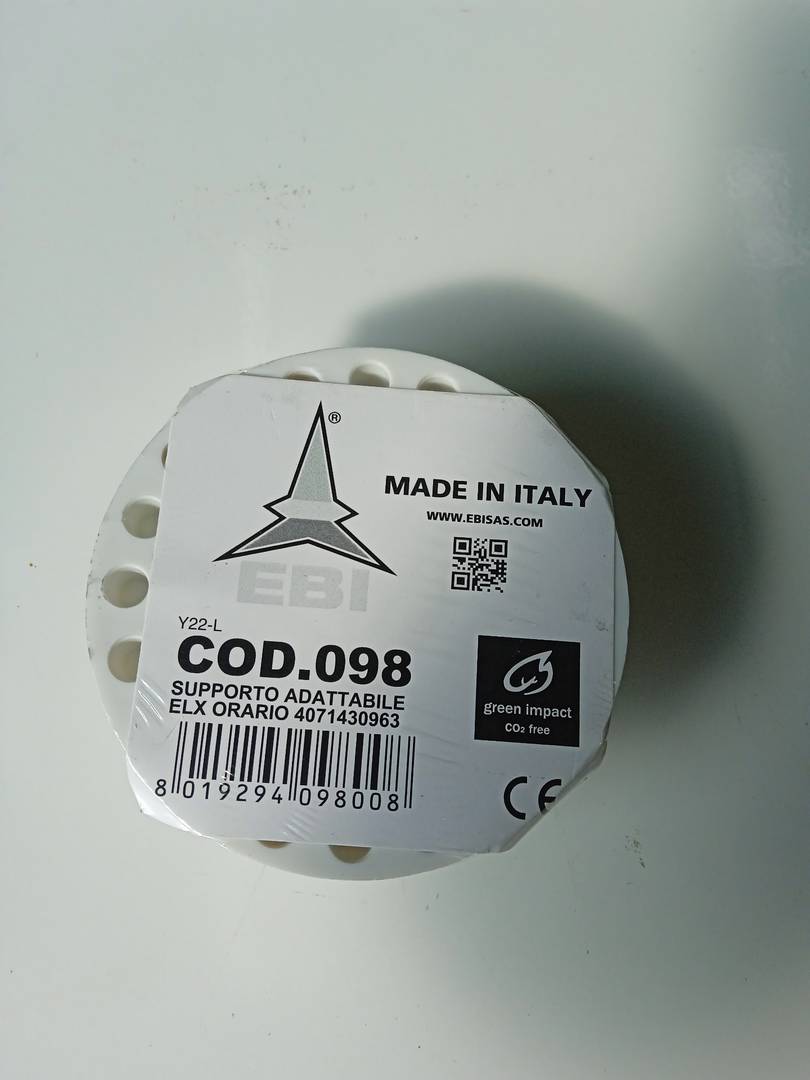 ®
EBI
MADE IN ITALY
WWW.EBISAS.COM
Y22-L
COD.098
SUPPORTO ADATTABILE
ELX ORARIO 4071430963
8 019294 098008
green impact
CO₂ free
CE